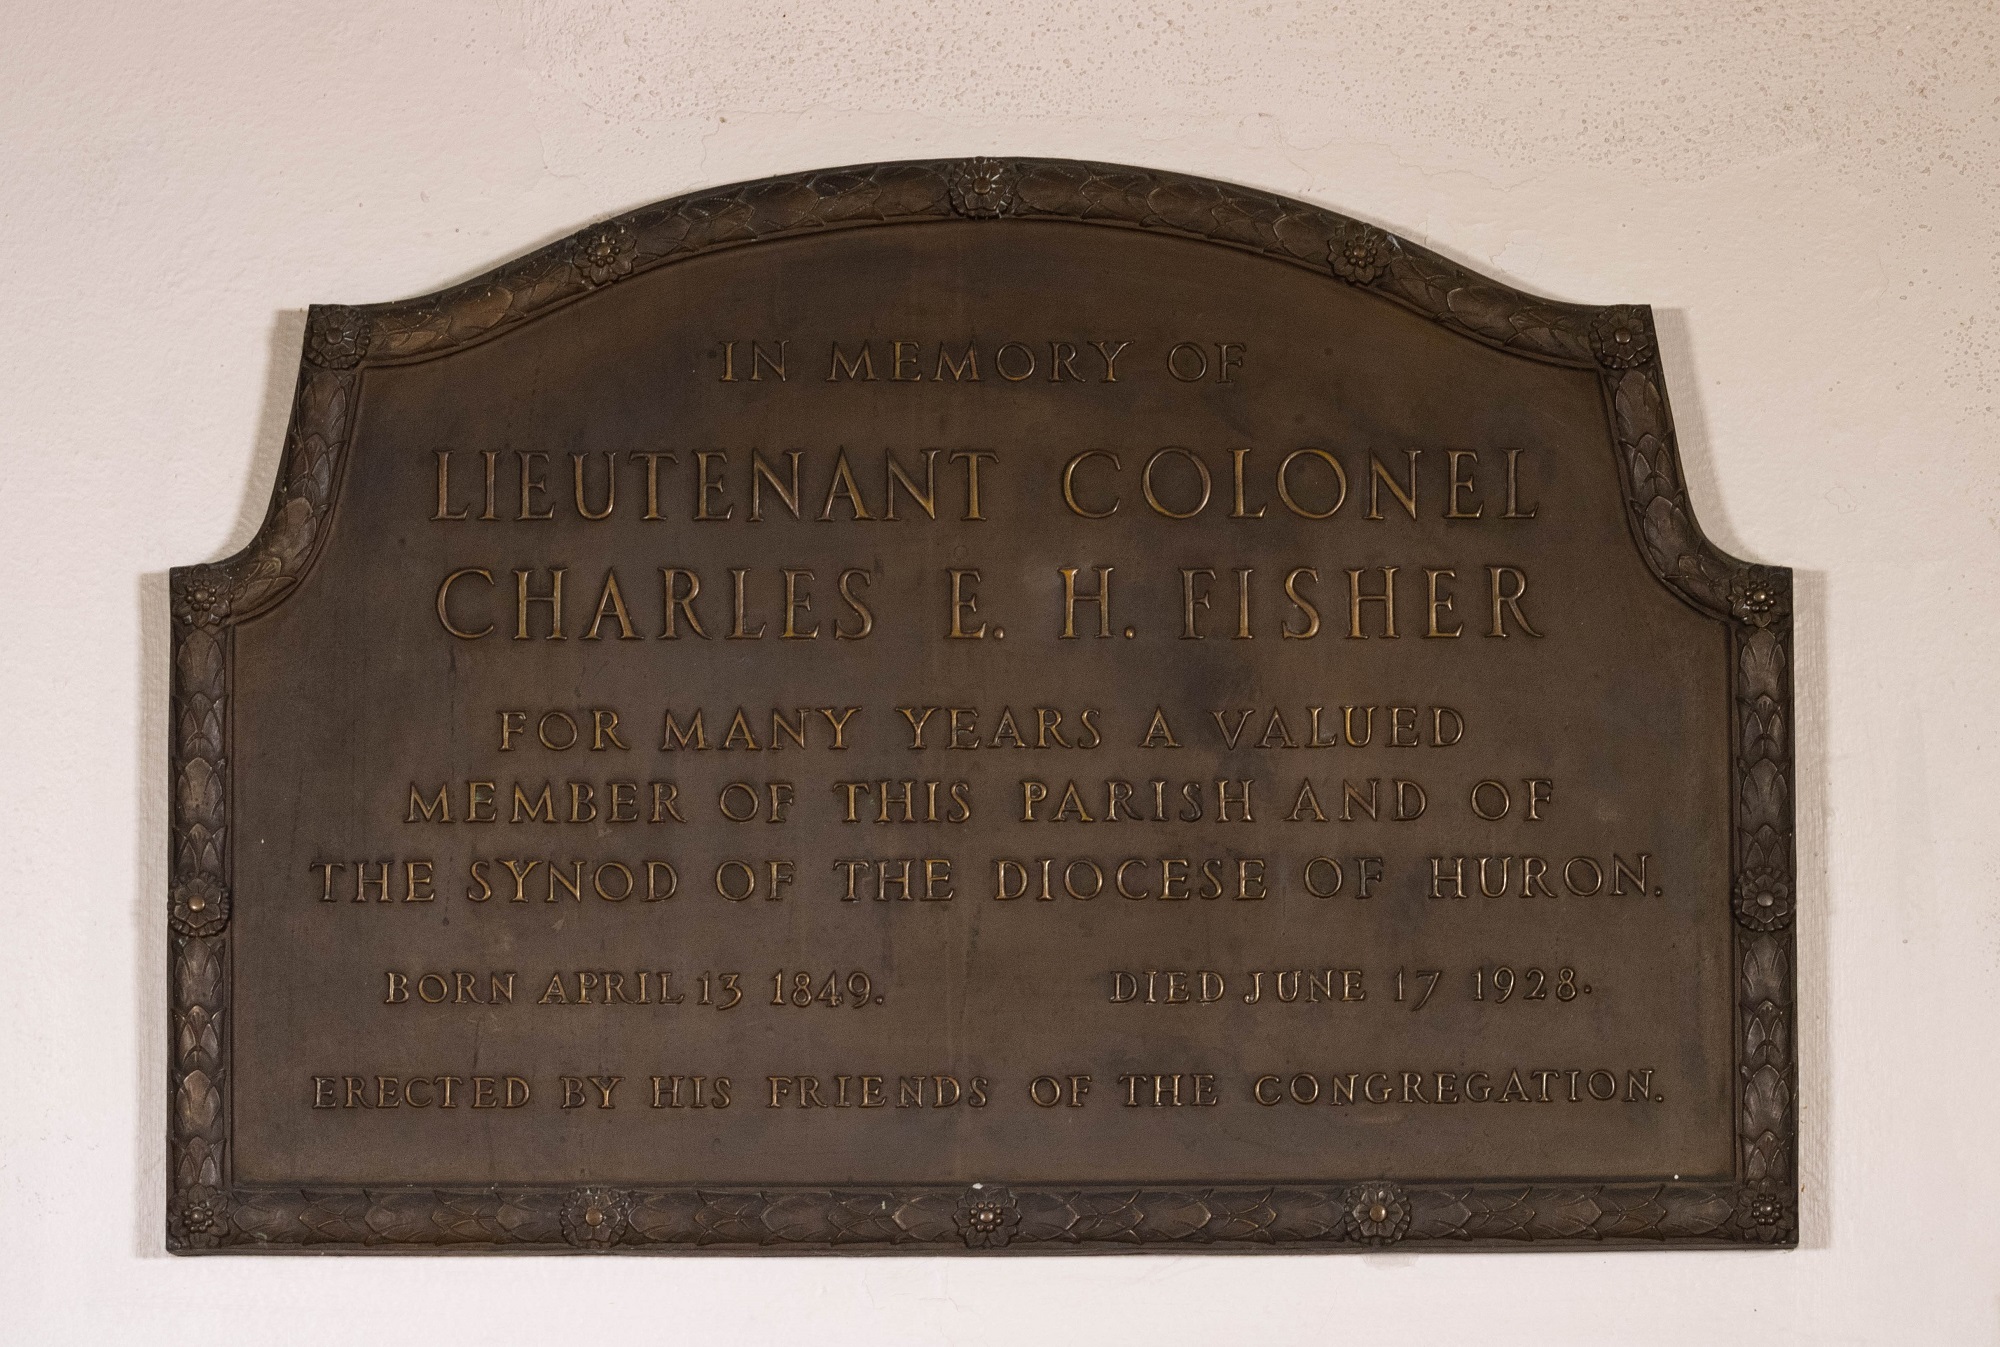 IN MEMORY OF
LIEUTENANT COLONEL
CHARLES E. H. FISHER
FOR MANY YEARS A VALUED
MEMBER OF THIS PARISH AND OF
THE SYNOD OF THE DIOCESE OF HURON.
BORN APRIL 13 1849. DIED JUNE 17 1928.
ERECTED BY HIS FRIENDS OF THE CONGREGATION.